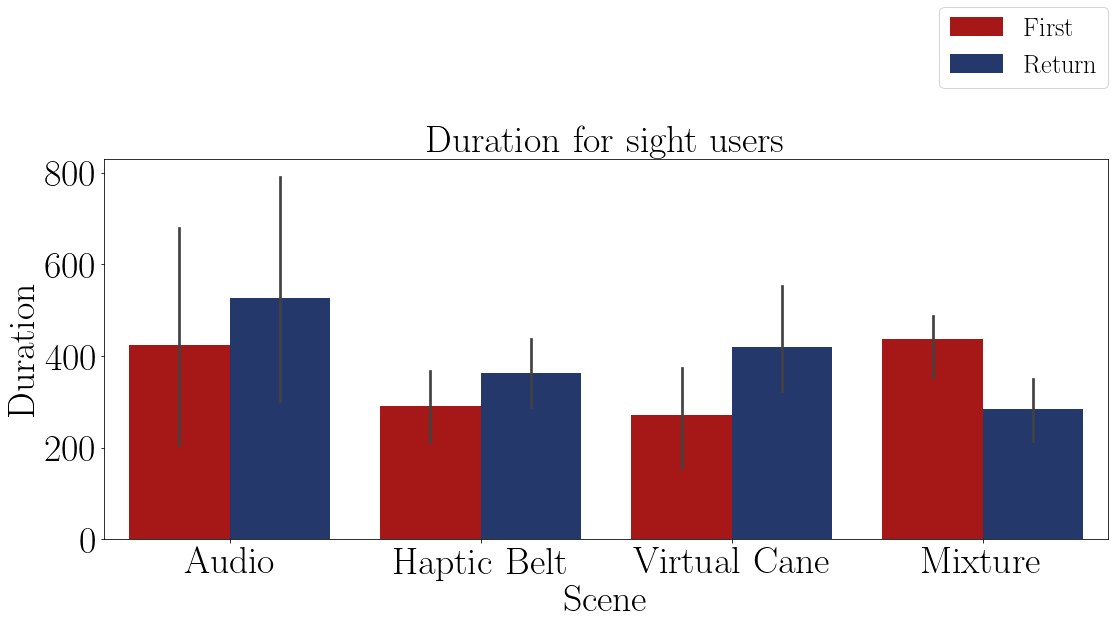 First
Return
Duration for sight users
800
600
400
200
0
Duration
Audio
Haptic Belt
Virtual Cane
Mixture
Scene